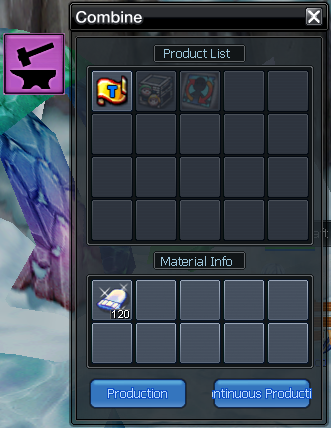 Combine
Product List
T
Material Info
120
Production
ntinuous Producti